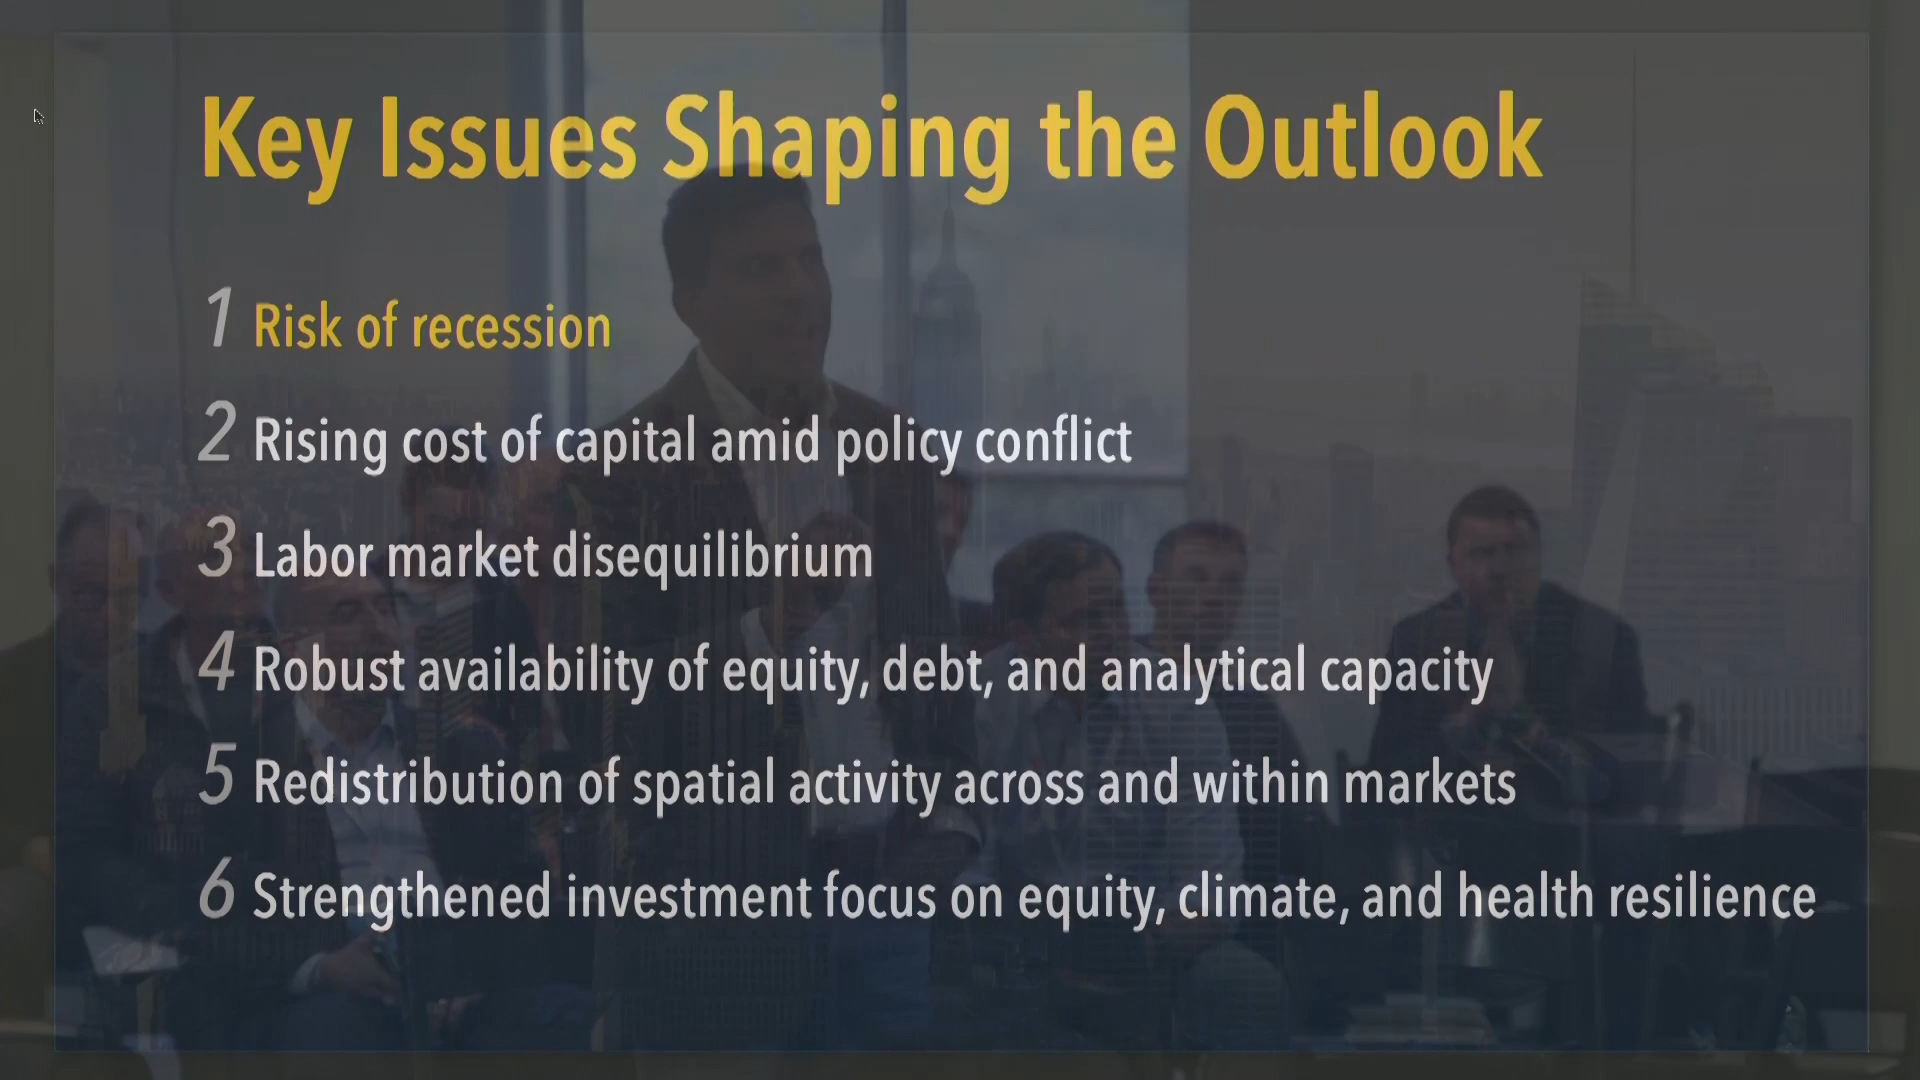 Key Issues Shaping the Outlook
1 Risk of recession
2 Rising cost of capital amid policy conflict
3 Labor market disequilibrium
4 Robust availability of equity, debt, and analytical capacity
5 Redistribution of spatial activity across and within markets
6 Strengthened investment focus on equity, climate, and health resilience